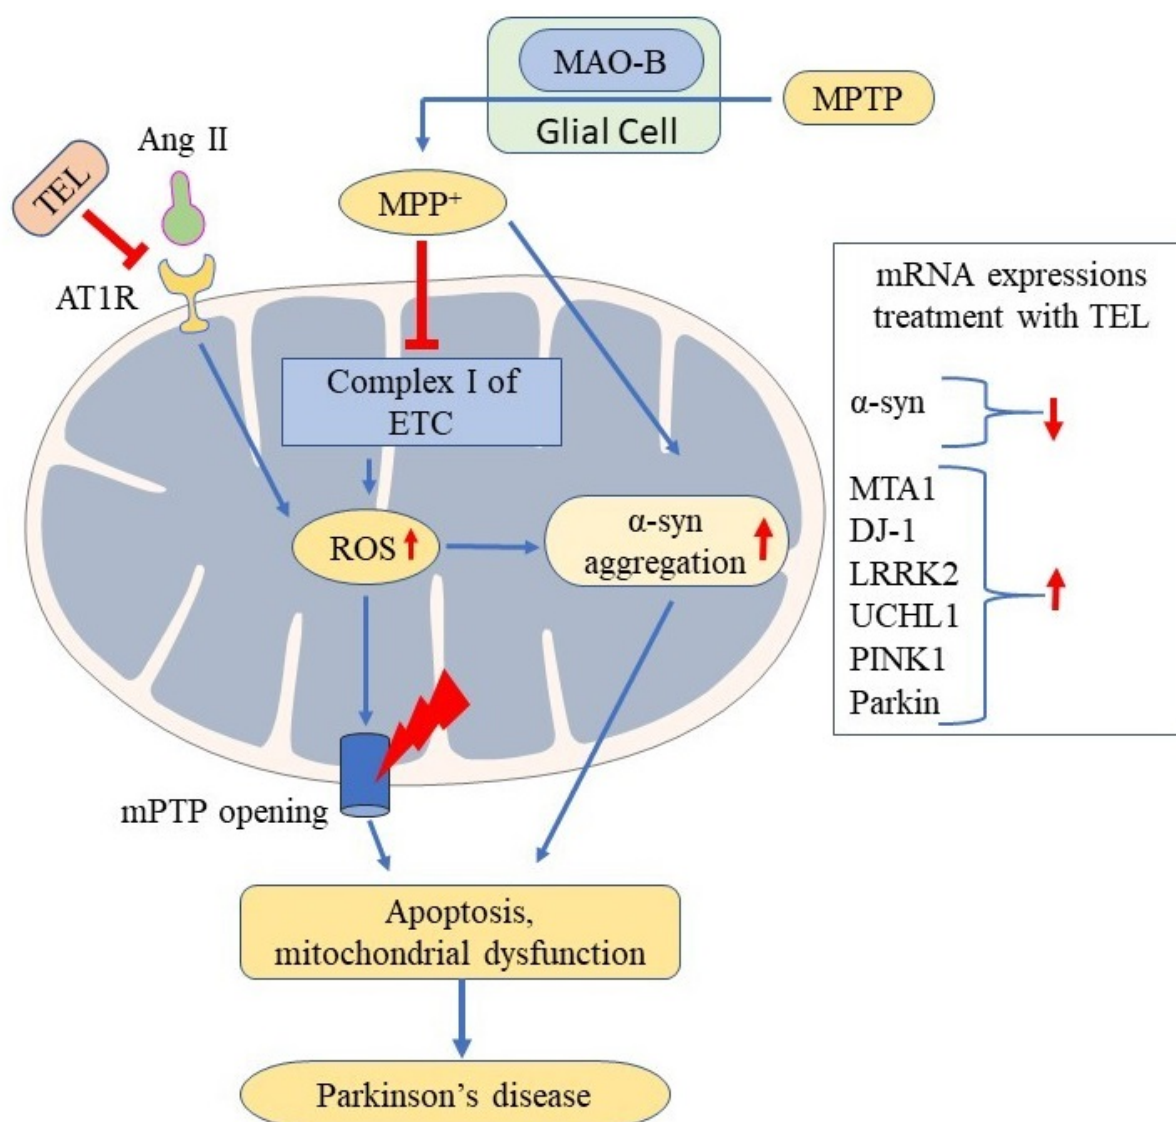 MAO-B
MPTP
Glial Cell
Ang II
TEL
MPP⁺
AT1R
Complex I of
ETC
ROS
α-syn
aggregation
mPTP opening
Apoptosis,
mitochondrial dysfunction
Parkinson’s disease
mRNA expressions
treatment with TEL
α-syn
MTA1
DJ-1
LRRK2
UCHL1
PINK1
Parkin